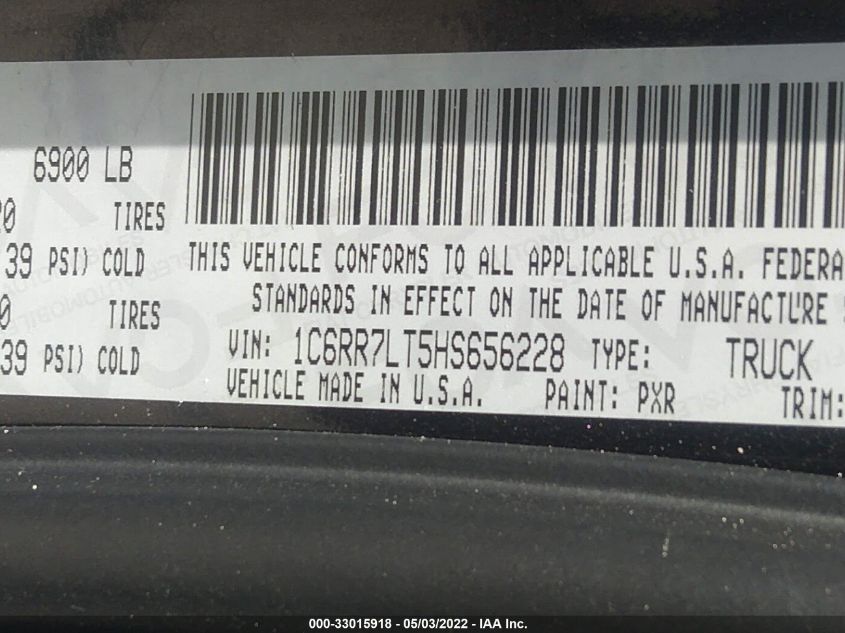 6900 LB
20 TIRES
39 PSI) COLD
0 TIRES
39 PSI) COLD
THIS VEHICLE CONFORMS TO ALL APPLICABLE U.S.A. FEDERA
STANDARDS IN EFFECT ON THE DATE OF MANUFACTURE
VIN: 1C6RR7LT5HS656228 TYPE: TRUCK
VEHICLE MADE IN U.S.A. PAINT: PXR TRIM:
000-33015918 - 05/03/2022 - IAA Inc.